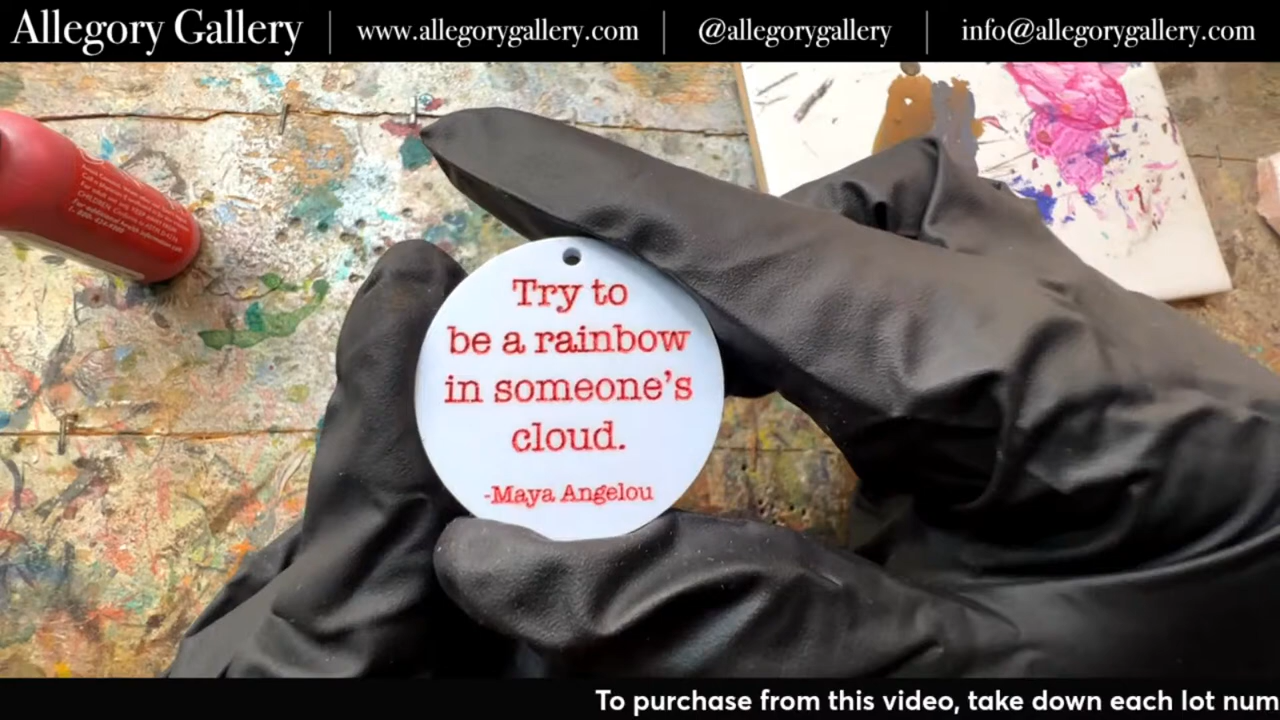 Allegory Gallery
www.allegorygallery.com
@allegorygallery
info@allegorygallery.com
Try to
be a rainbow
in someone's
cloud.
-Maya Angelou
To purchase from this video, take down each lot num